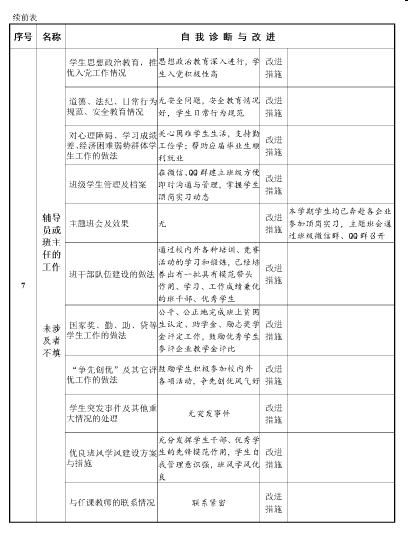 续前表
序号 名称 自我诊断与改进
7
辅导
员或
班主
任的
工作
未涉
及者
不填
学生思想政治教育，推
优入党工作情况
思想政治教育深入进行，学
生入党积极性高
改进
措施
道德、法纪、日常行为
规范、安全教育情况
无安全问题，安全教育情况
好，学生日常行为规范
改进
措施
对心理障碍、学习成绩
差、经济困难弱势群体学
生工作的做法
关心困难学生生活，支持勤
工俭学；帮助应届毕业生顺
利就业
改进
措施
班级学生管理及档案
在微信、QQ群建立班级方便
即时沟通与管理，掌握学生
顶岗实习动态
改进
措施
主题班会及效果
无
改进
措施
本学期学生均已奔赴各企业
参加顶岗实习，主题班会通
过班级微信群、QQ群召开
班干部队伍建设的做法
通过校内外各种培训、竞赛
活动的学习和锻炼，已经培
养出有一批具有模范带头
作用、学习、工作成绩兼优
的班干部、优秀学生
改进
措施
国家奖、勤、助、贷等
学生工作的做法
公平、公正地完成班上贫困
生认定、助学金、励志奖学
金评定工作，鼓励优秀学生
参评企业教学金评比
改进
措施
“争先创优”及其它评
优工作的做法
鼓励学生积极参加校内外
各项活动，争先创优风气好
改进
措施
学生突发事件及其他重
大情况的处理
无突发事件
改进
措施
优良班风学风建设方案
与措施
充分发挥学生干部、优秀学
生的先锋模范作用，学生自
我管理意识强，班风学风优
良
改进
措施
与任课教师的联系情况
联系紧密
改进
措施